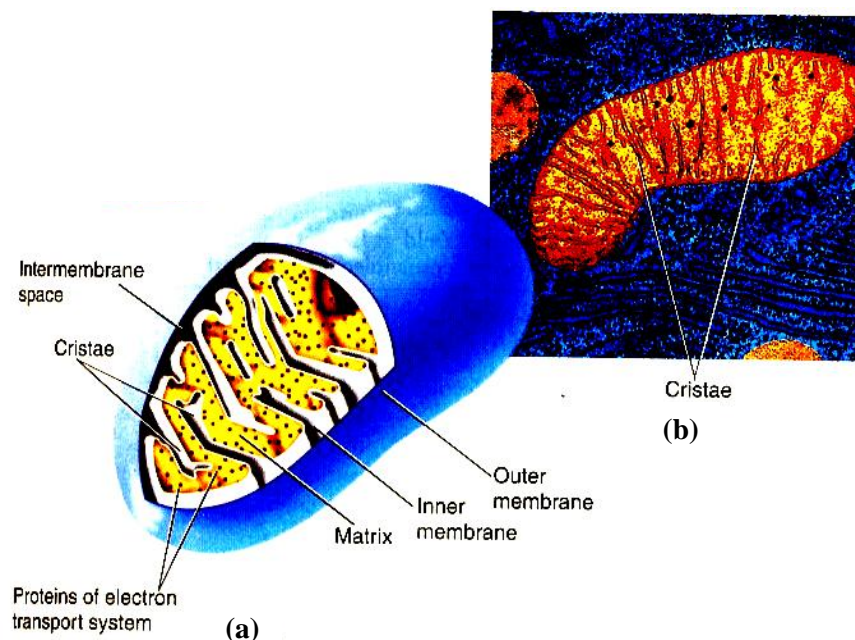 Intermembrane
space
Cristae
Cristae
(b)
Outer
membrane
Inner
membrane
Matrix
Proteins of electron
transport system
(a)